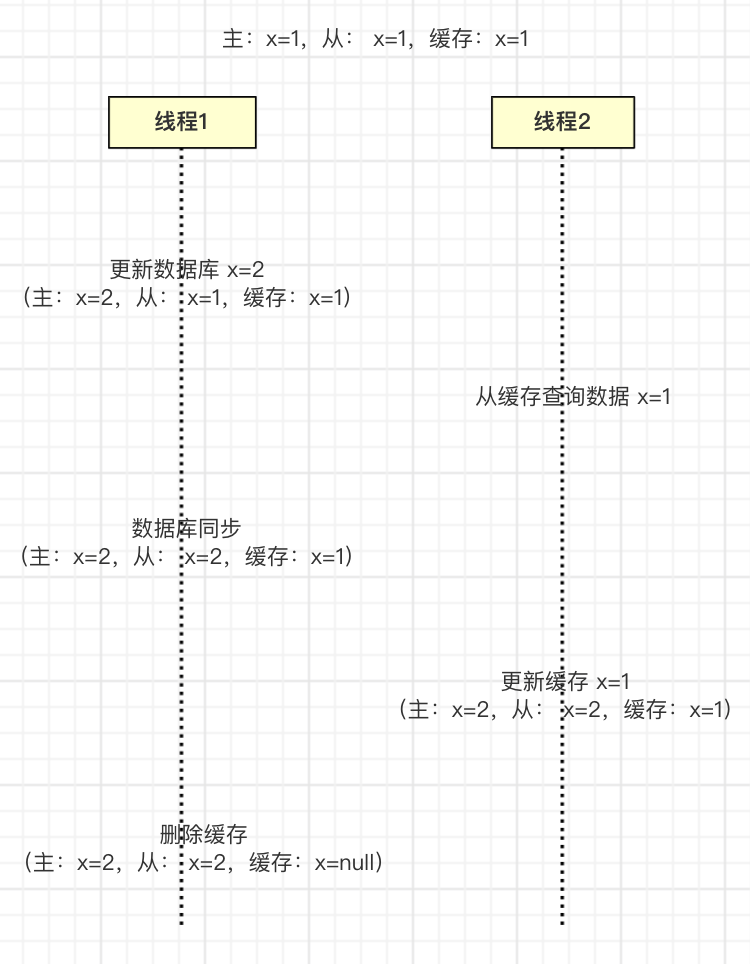 主：x=1，从： x=1，缓存：x=1
线程1
线程2
更新数据库 x=2
（主：x=2，从： x=1，缓存：x=1）
从缓存查询数据 x=1
数据库同步
（主：x=2，从： x=2，缓存：x=1）
更新缓存 x=1
（主：x=2，从： x=2，缓存：x=1）
删除缓存
（主：x=2，从： x=2，缓存：x=null）